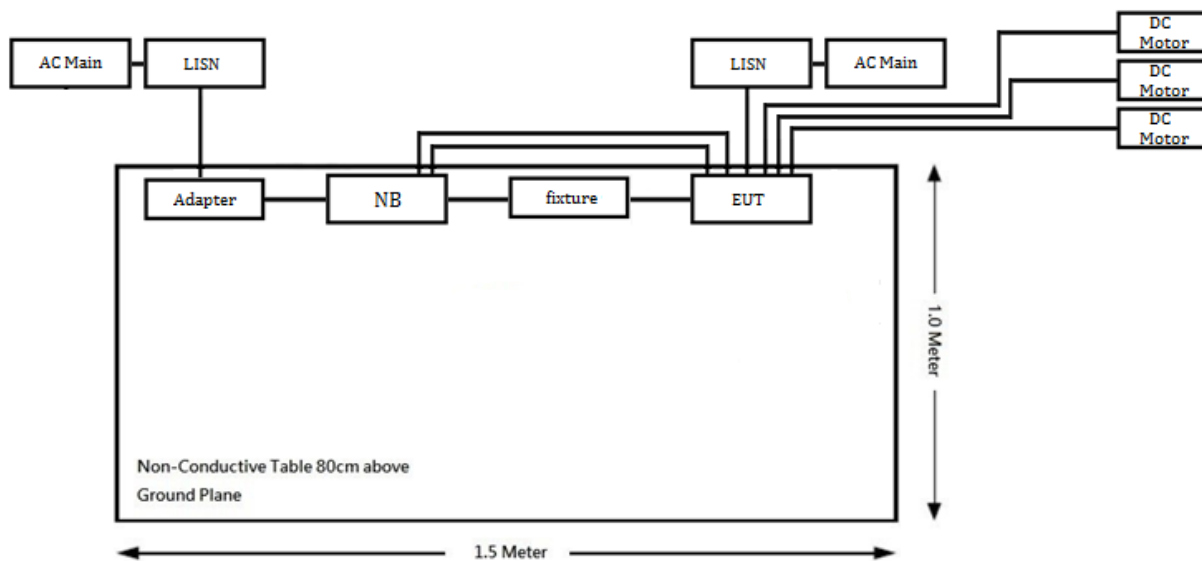 DC
Motor
AC Main
LISN
LISN
AC Main
DC
Motor
DC
Motor
Adapter
NB
fixture
EUT
1.0 Meter
Non-Conductive Table 80cm above
Ground Plane
1.5 Meter